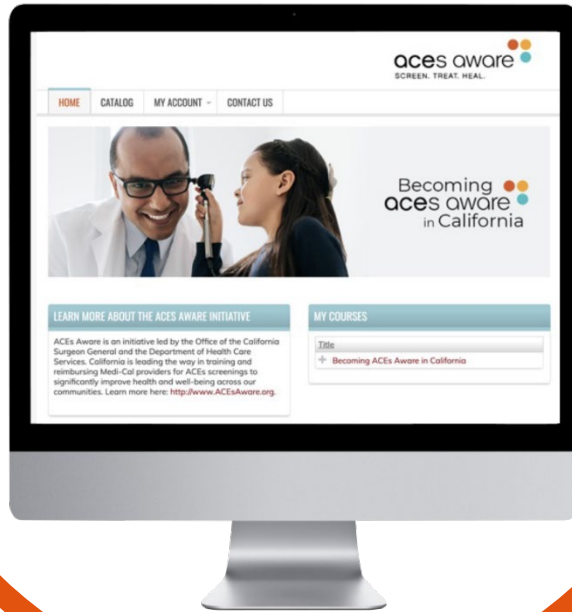 aces aware
SCREEN. TREAT. HEAL.
HOME CATALOG MY ACCOUNT CONTACT US
Becoming
aces aware
in California
LEARN MORE ABOUT THE ACES AWARE INITIATIVE
ACEs Aware is an initiative led by the Office of the California
Surgeon General and the Department of Health Care
Services. California is leading the way in training and
reimbursing Medi-Cal providers for ACEs screenings to
significantly improve health and well-being across our
communities. Learn more here: http://www.ACEsAware.org.
MY COURSES
Title
Becoming ACEs Aware in California